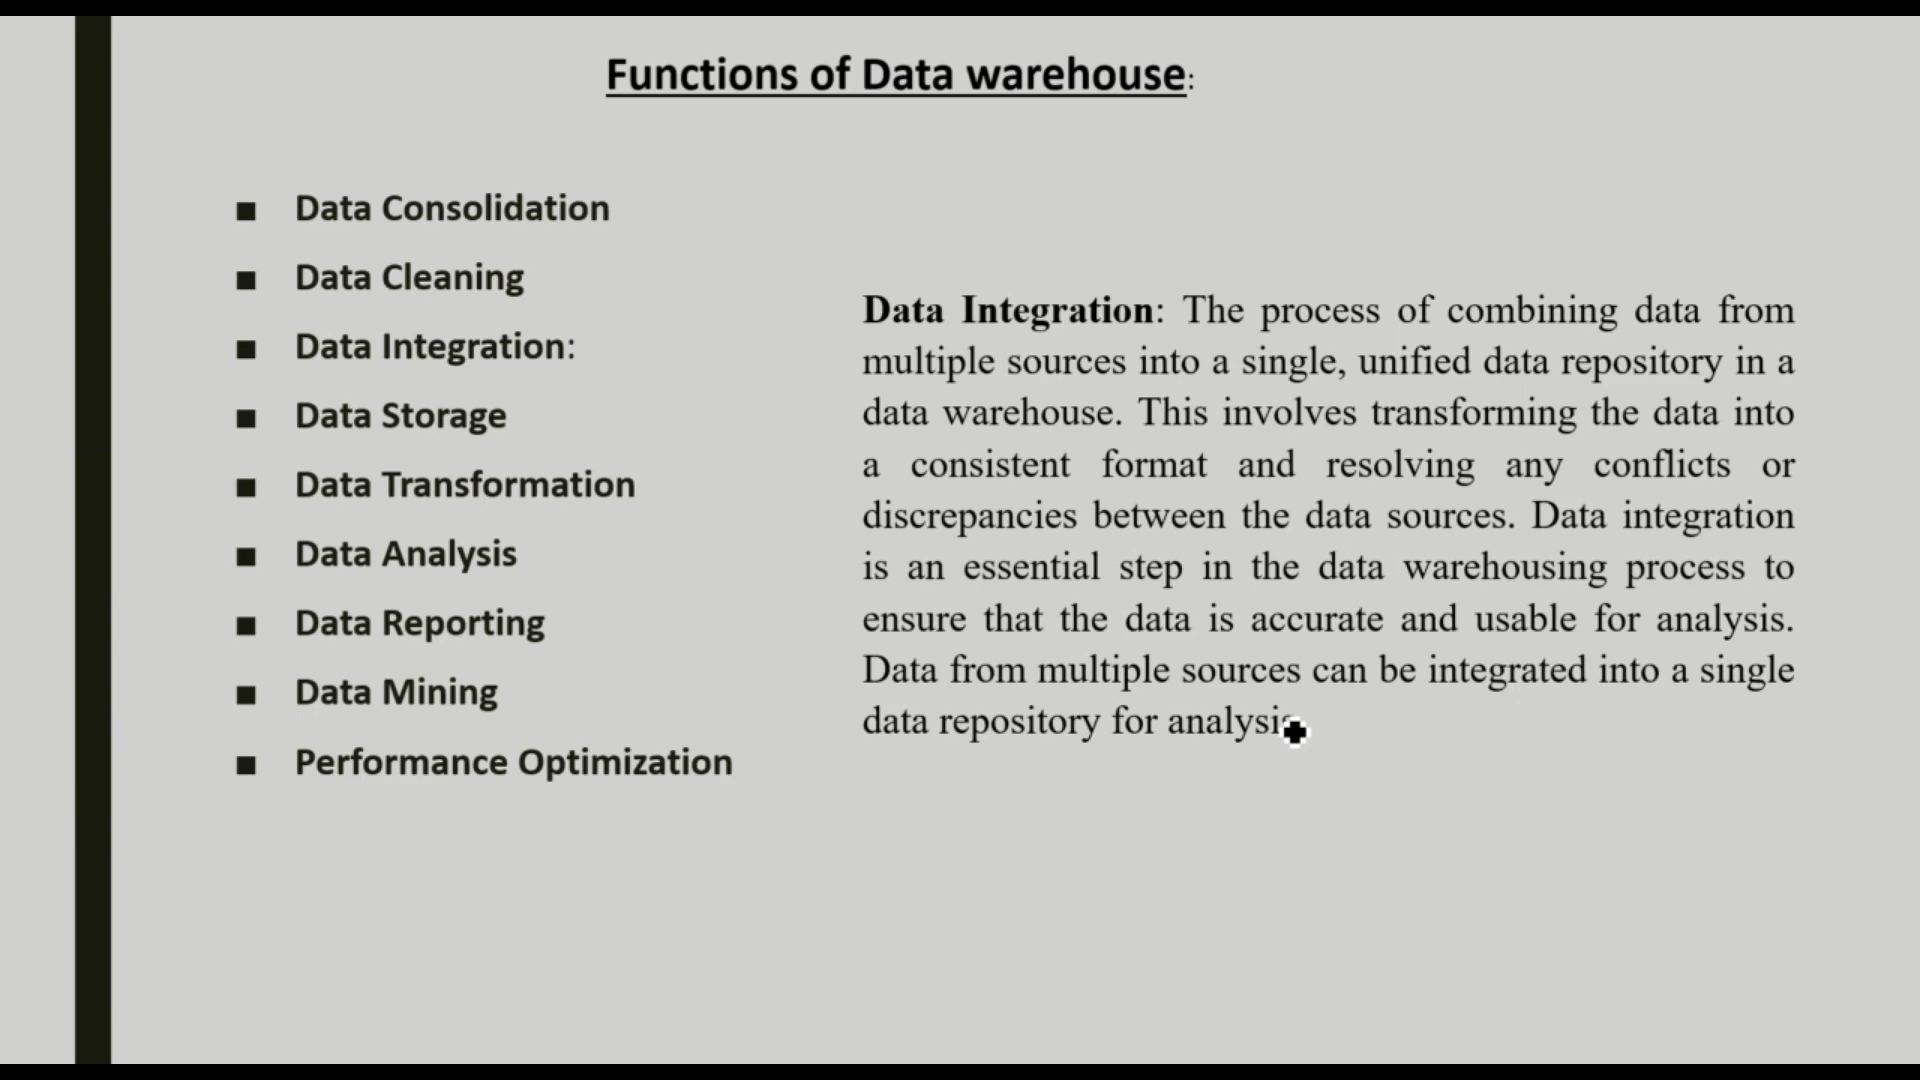 Functions of Data warehouse:
■ Data Consolidation
■ Data Cleaning
■ Data Integration:
■ Data Storage
■ Data Transformation
■ Data Analysis
■ Data Reporting
■ Data Mining
■ Performance Optimization
Data Integration: The process of combining data from
multiple sources into a single, unified data repository in a
data warehouse. This involves transforming the data into
a consistent format and resolving any conflicts or
discrepancies between the data sources. Data integration
is an essential step in the data warehousing process to
ensure that the data is accurate and usable for analysis.
Data from multiple sources can be integrated into a single
data repository for analysis